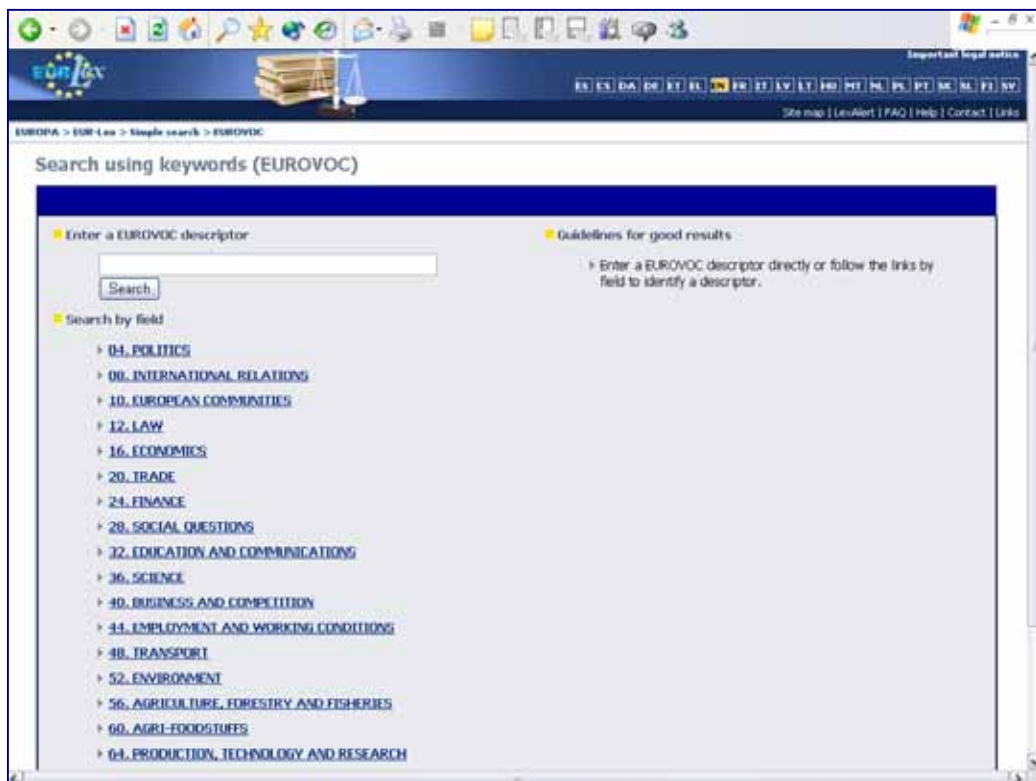 Important legal notice
EUR Lex
ES CS DA DE ET EL EN FR IT LV LT HU MT NL PL PT SK SL FI SV
Site map | LexAlert | FAQ | Help | Contact | Links
EUROPA > EUR-Lex > Simple search > EUROVOC
Search using keywords (EUROVOC)
Enter a EUROVOC descriptor
Search
Search by field
04. POLITICS
08. INTERNATIONAL RELATIONS
10. EUROPEAN COMMUNITIES
12. LAW
16. ECONOMICS
20. TRADE
24. FINANCE
28. SOCIAL QUESTIONS
32. EDUCATION AND COMMUNICATIONS
36. SCIENCE
40. BUSINESS AND COMPETITION
44. EMPLOYMENT AND WORKING CONDITIONS
48. TRANSPORT
52. ENVIRONMENT
56. AGRICULTURE, FORESTRY AND FISHERIES
60. AGRI-FOODSTUFFS
64. PRODUCTION, TECHNOLOGY AND RESEARCH
Guidelines for good results
Enter a EUROVOC descriptor directly or follow the links by
field to identify a descriptor.